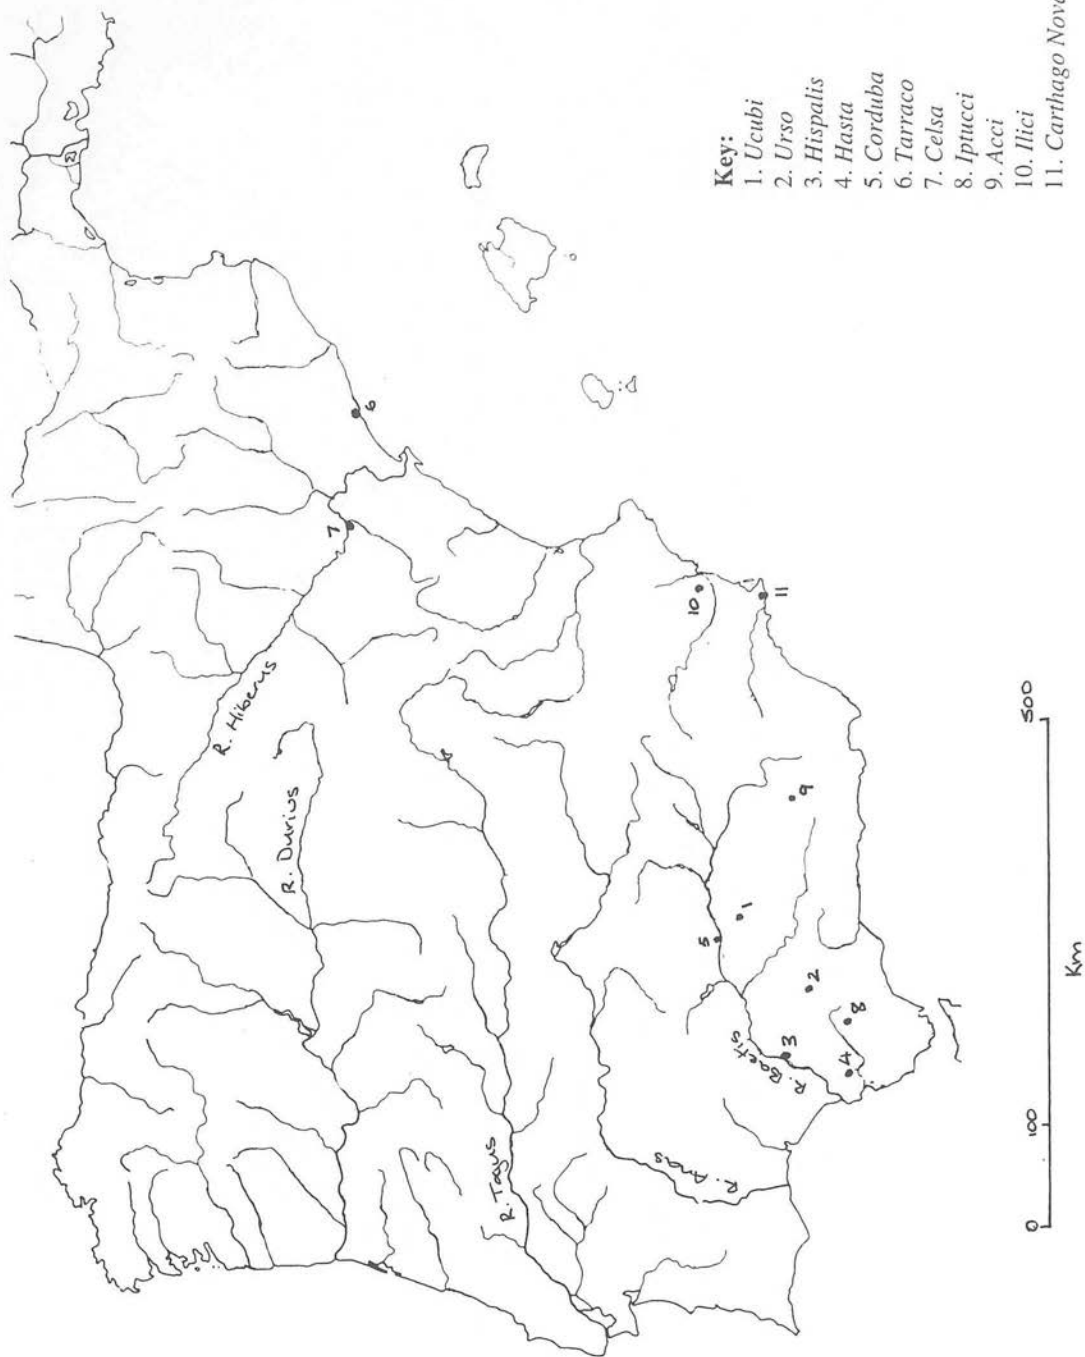 R. Hiberus
R. Durius
R. Tagus
R. Anas
R. Baetis
1
2
3
4
5
6
7
8
9
10
11
0
100
500
Km
Key:
1. Ucubi
2. Urso
3. Hispalis
4. Hasta
5. Corduba
6. Tarraco
7. Celsa
8. Iptucci
9. Acci
10. Ilici
11. Carthago Nova